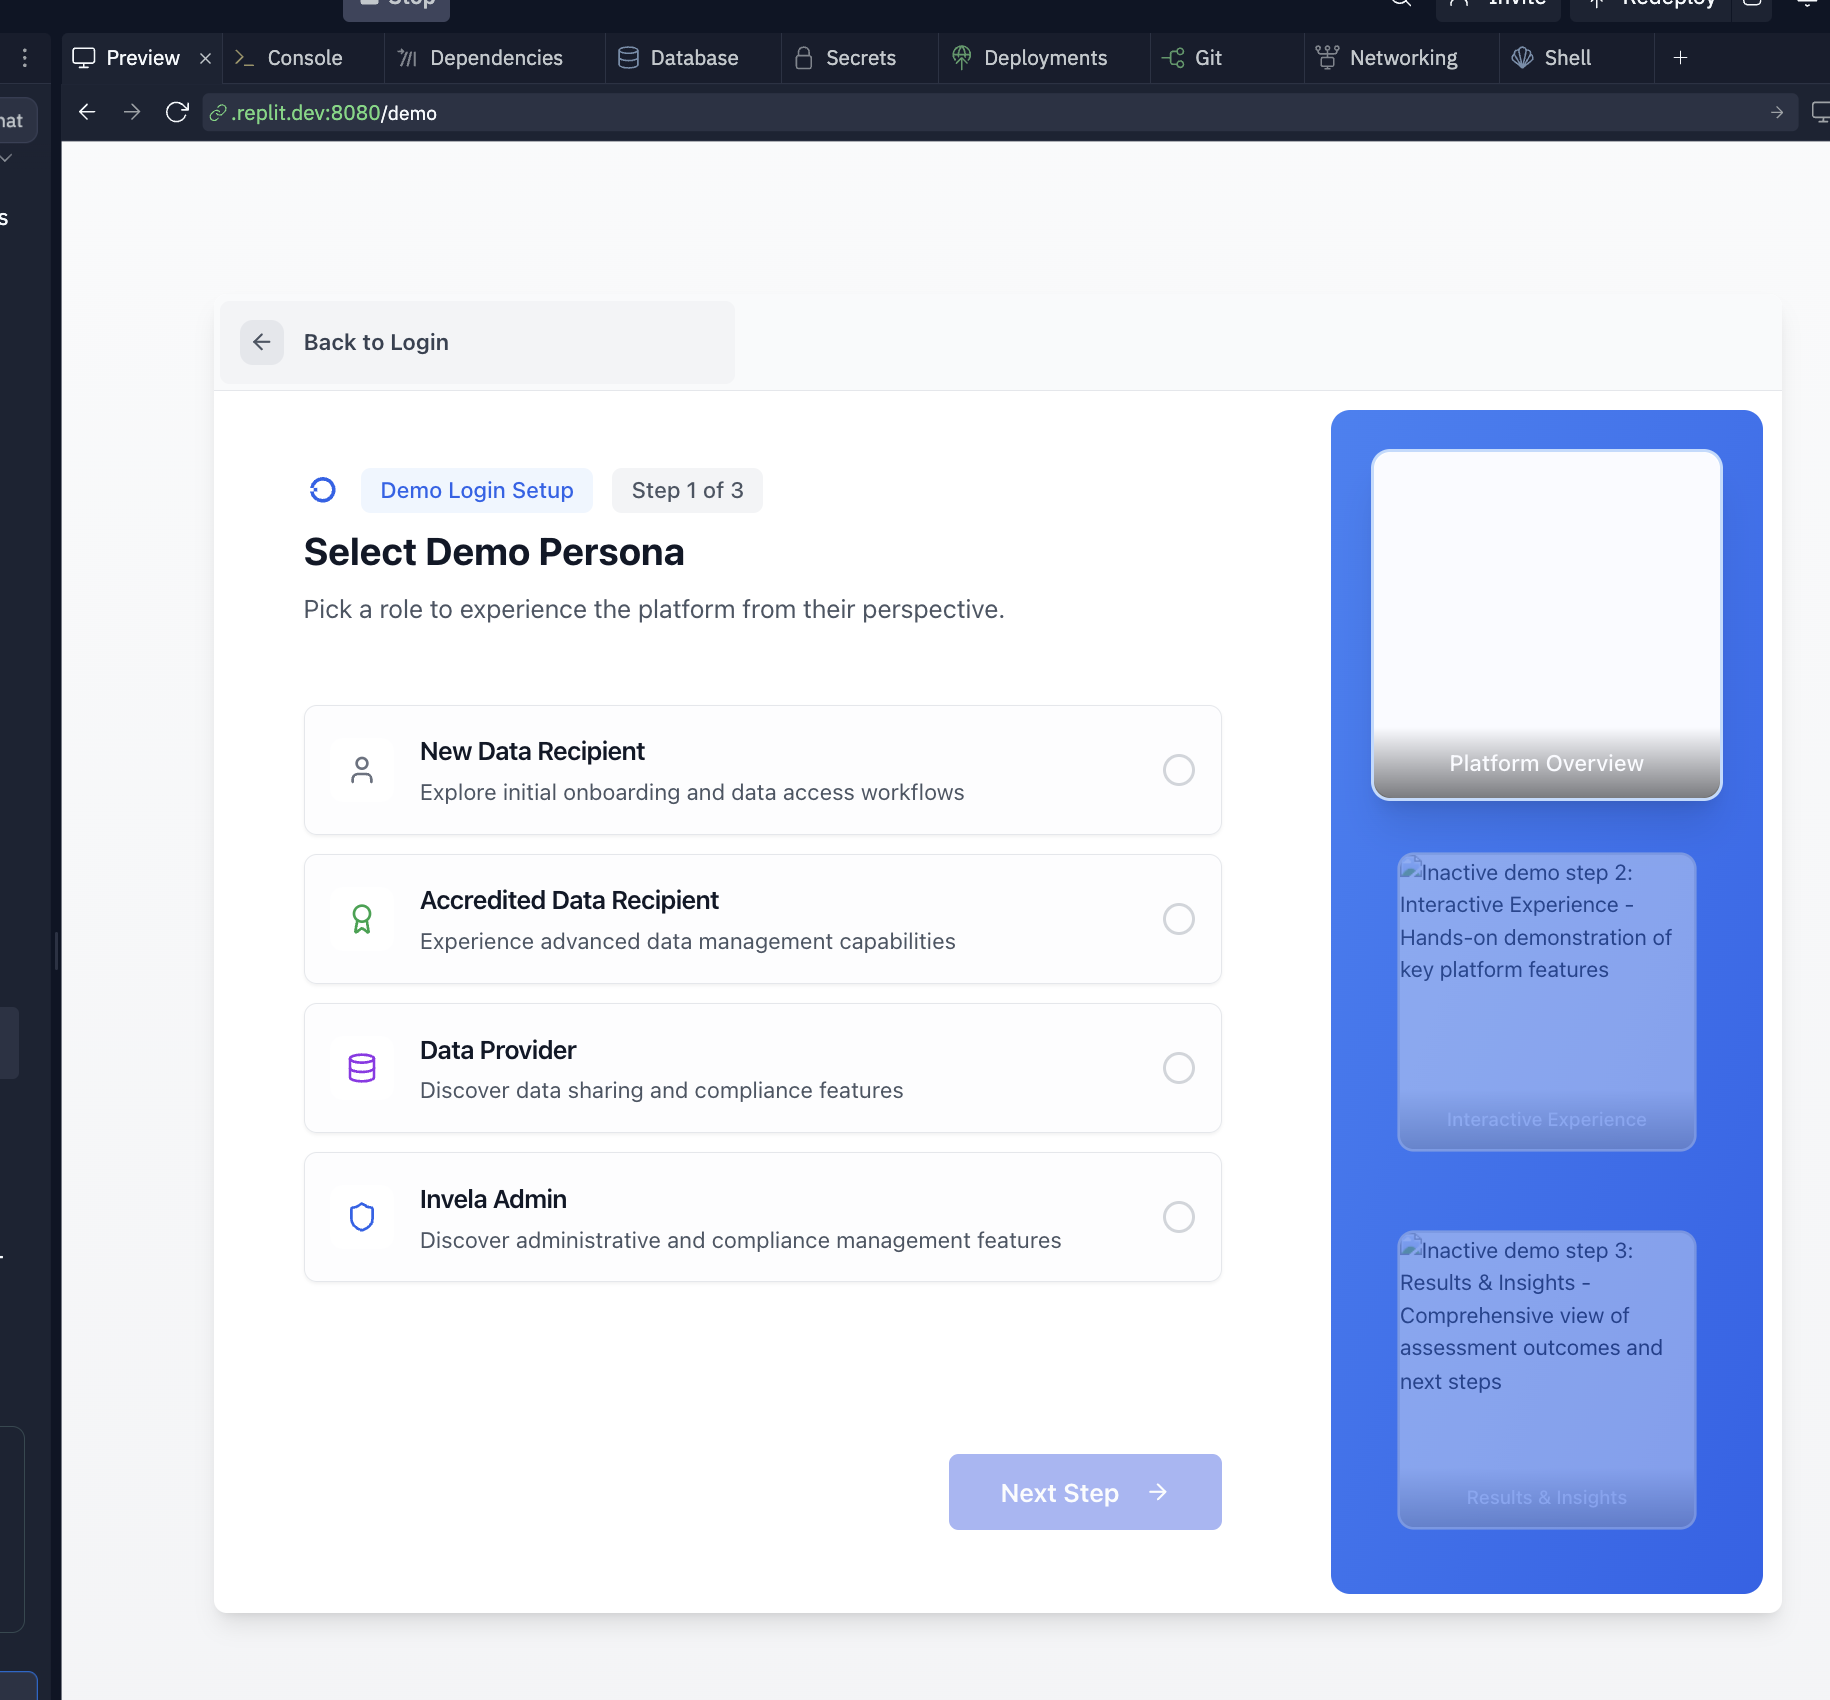 Stop
Invite
Redeploy
Preview
Console
Dependencies
Database
Secrets
Deployments
Git
Networking
Shell
.replit.dev:8080/demo
Back to Login
Demo Login Setup
Step 1 of 3
Select Demo Persona
Pick a role to experience the platform from their perspective.
New Data Recipient
Explore initial onboarding and data access workflows
Accredited Data Recipient
Experience advanced data management capabilities
Data Provider
Discover data sharing and compliance features
Invela Admin
Discover administrative and compliance management features
Next Step
Platform Overview
Inactive demo step 2:
Interactive Experience -
Hands-on demonstration of
key platform features
Interactive Experience
Inactive demo step 3:
Results & Insights -
Comprehensive view of
assessment outcomes and
next steps
Results & Insights